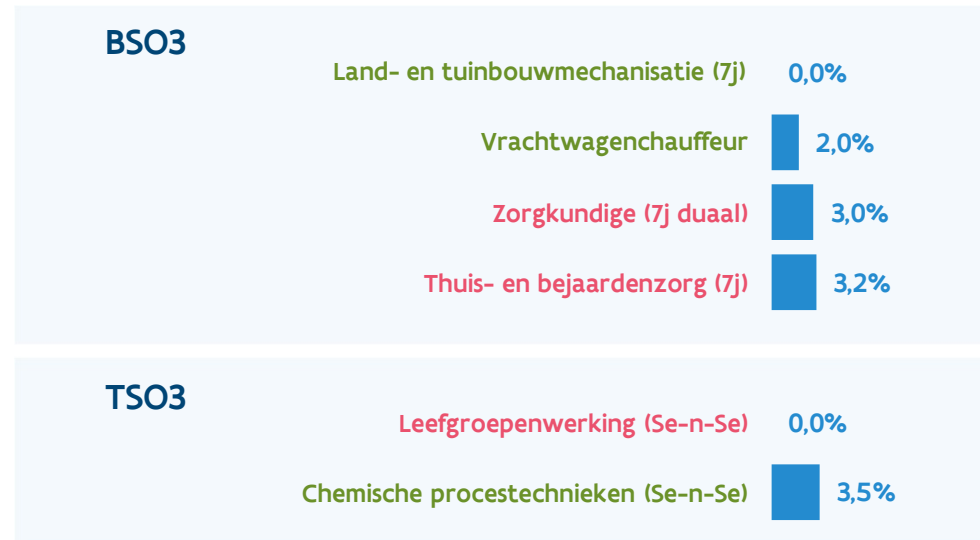 BSO3
Land- en tuinbouwmechanisatie (7j) 0,0%
Vrachtwagenchauffeur 2,0%
Zorgkundige (7j duaal) 3,0%
Thuis- en bejaardenzorg (7j) 3,2%
TSO3
Leefgroepenwerking (Se-n-Se) 0,0%
Chemische procestechnieken (Se-n-Se) 3,5%